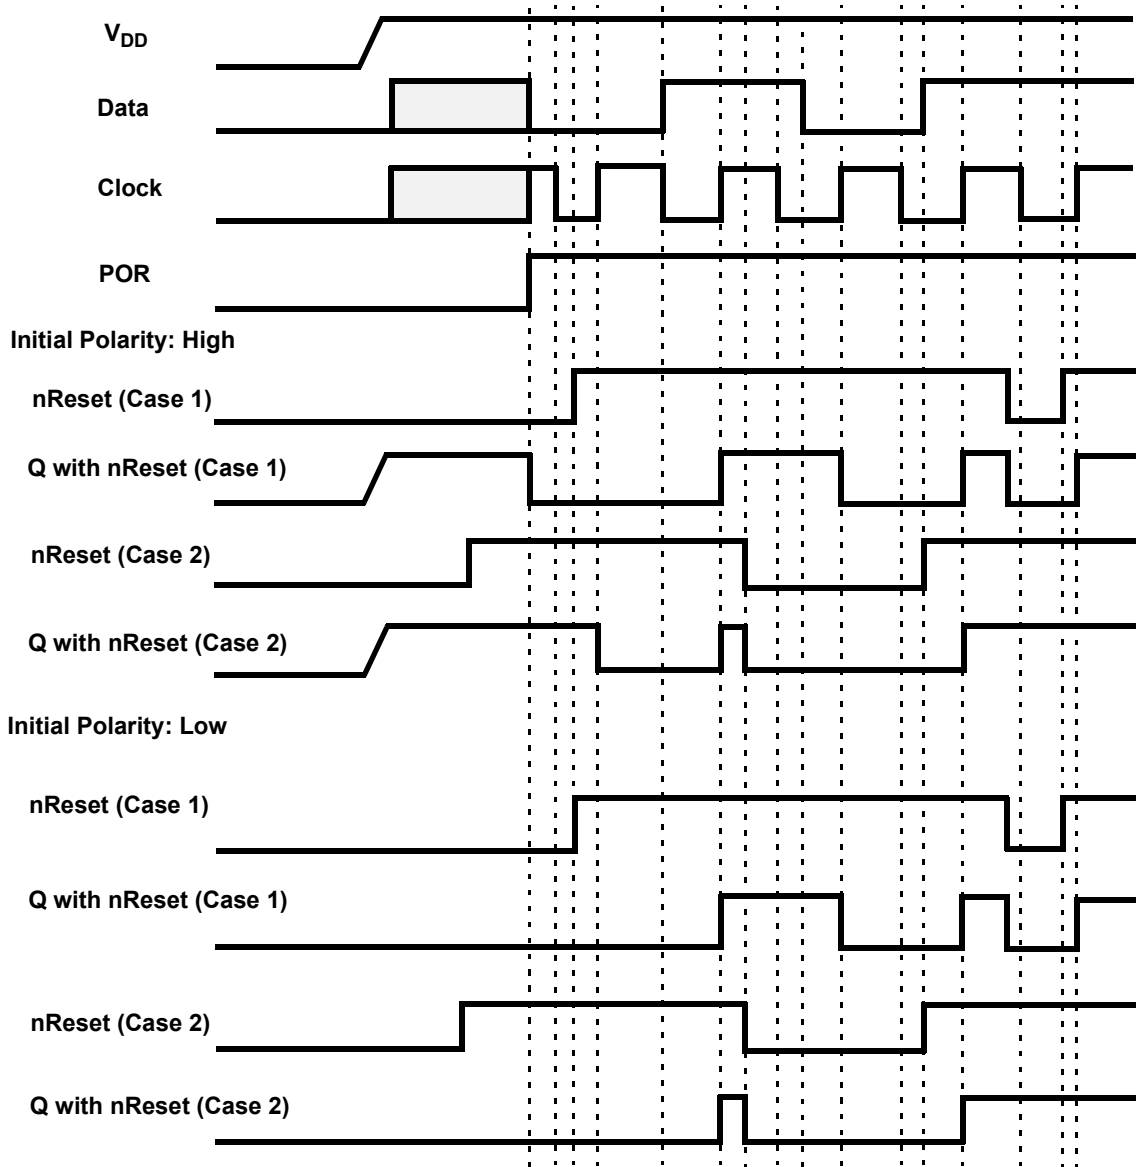 VDD
Data
Clock
POR
Initial Polarity: High
nReset (Case 1)
Q with nReset (Case 1)
nReset (Case 2)
Q with nReset (Case 2)
Initial Polarity: Low
nReset (Case 1)
Q with nReset (Case 1)
nReset (Case 2)
Q with nReset (Case 2)